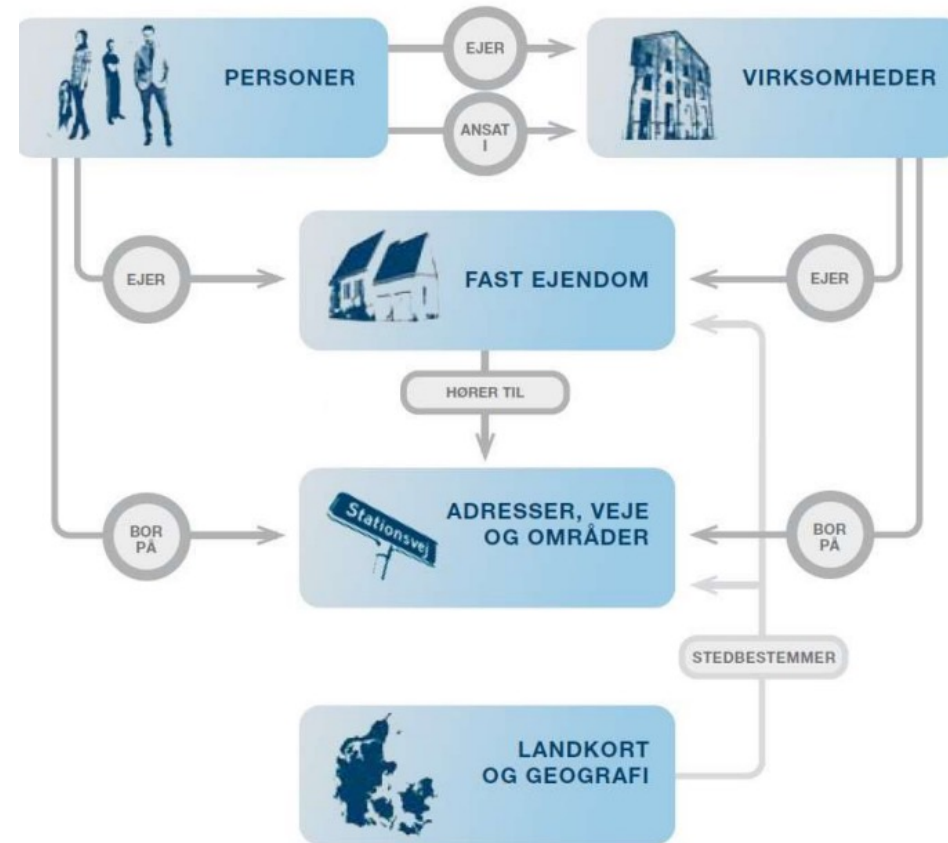 PERSONER
EJER
VIRKSOMHEDER
ANSAT
I
EJER
FAST EJENDOM
EJER
HØRER TIL
Stationsvej
ADRESSER, VEJE
OG OMRÅDER
BOR
PÅ
BOR
PÅ
STEDBESTEMMER
LANDKORT
OG GEOGRAFI